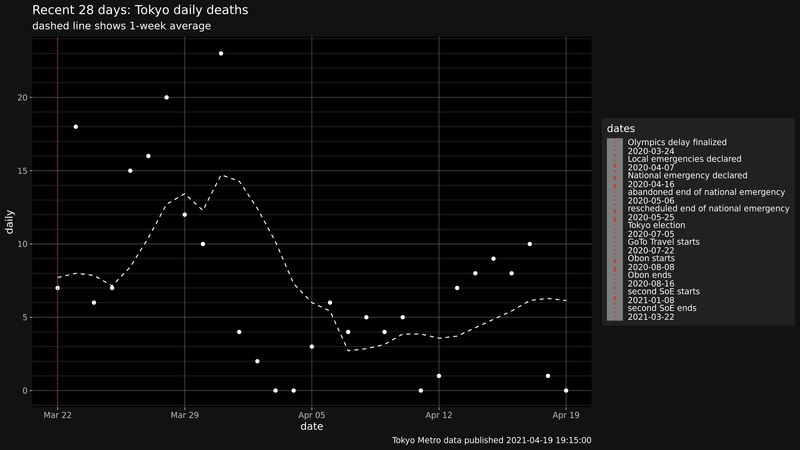 Recent 28 days: Tokyo daily deaths
dashed line shows 1-week average
daily
20
15
10
5
0
Mar 22
Mar 29
Apr 05
Apr 12
Apr 19
date
Tokyo Metro data published 2021-04-19 19:15:00
dates
Olympics delay finalized
2020-03-24
Local emergencies declared
2020-04-07
National emergency declared
2020-04-16
abandoned end of national emergency
2020-05-06
rescheduled end of national emergency
2020-05-25
Tokyo election
2020-07-05
GoTo Travel starts
2020-07-22
Obon starts
2020-08-08
Obon ends
2020-08-16
second SoE starts
2021-01-08
second SoE ends
2021-03-22